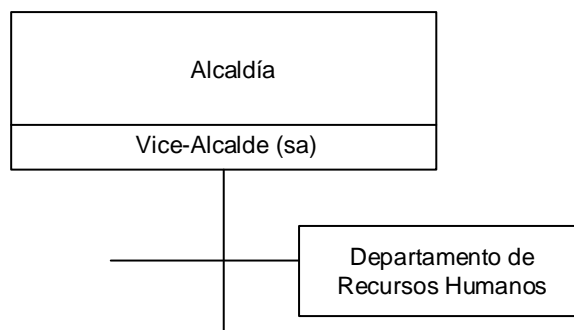 Alcaldía
Vice-Alcalde (sa)
Departamento de
Recursos Humanos